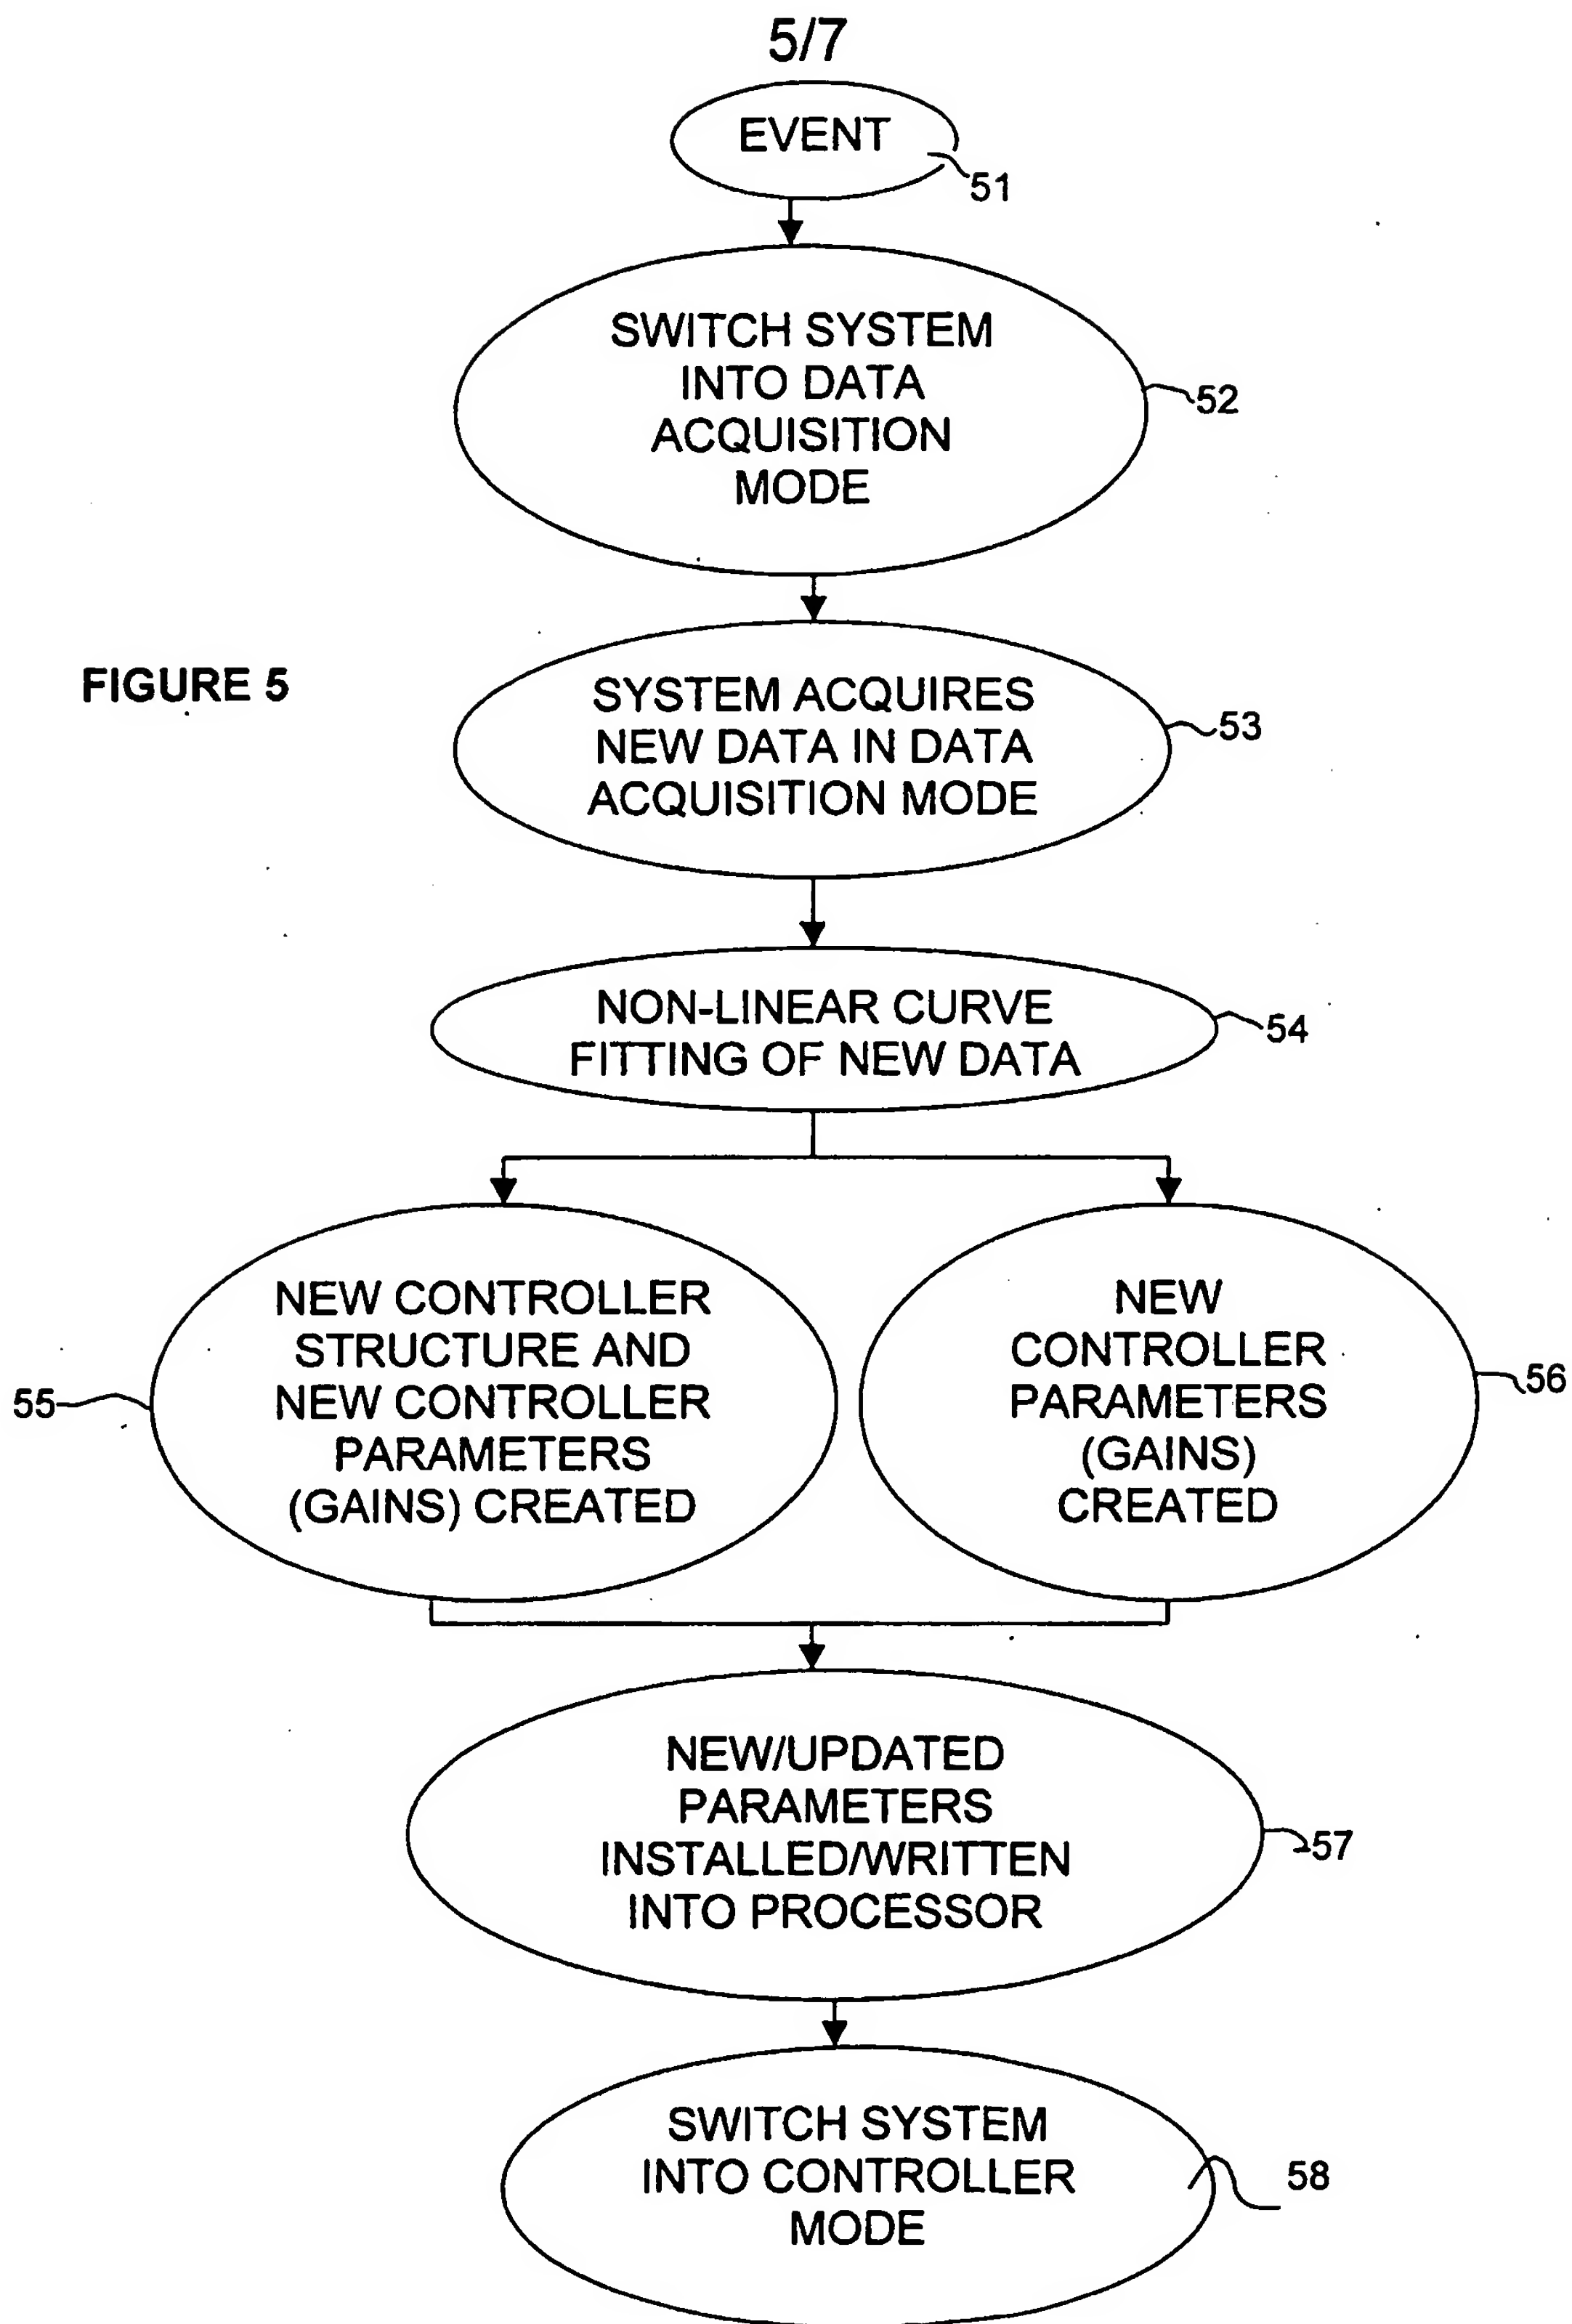 5/7
EVENT
51
SWITCH SYSTEM
INTO DATA
ACQUISITION
MODE
52
FIGURE 5
SYSTEM ACQUIRES
NEW DATA IN DATA
ACQUISITION MODE
53
NON-LINEAR CURVE
FITTING OF NEW DATA
54
NEW CONTROLLER
STRUCTURE AND
NEW CONTROLLER
PARAMETERS
(GAINS) CREATED
55
NEW
CONTROLLER
PARAMETERS
(GAINS)
CREATED
56
NEW/UPDATED
PARAMETERS
INSTALLED/WRITTEN
INTO PROCESSOR
57
SWITCH SYSTEM
INTO CONTROLLER
MODE
58